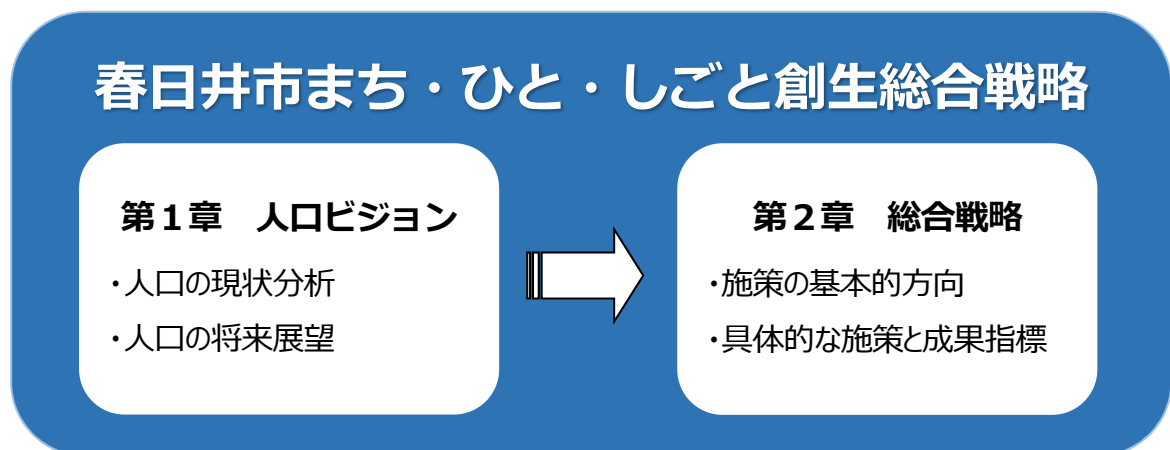 春日井市まち・ひと・しごと創生総合戦略
第１章　人口ビジョン
・人口の現状分析
・人口の将来展望
第２章　総合戦略
・施策の基本的方向
・具体的な施策と成果指標